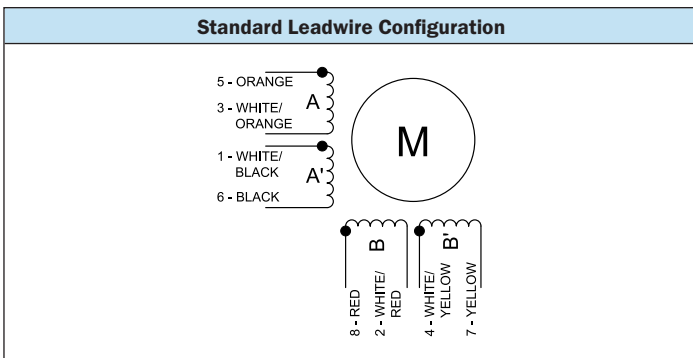 Standard Leadwire Configuration
5 - ORANGE
3 - WHITE/
ORANGE
A
1 - WHITE/
BLACK
6 - BLACK
A'
M
B
B'
8 - RED
2 - WHITE/
RED
4 - WHITE/
YELLOW
7 - YELLOW